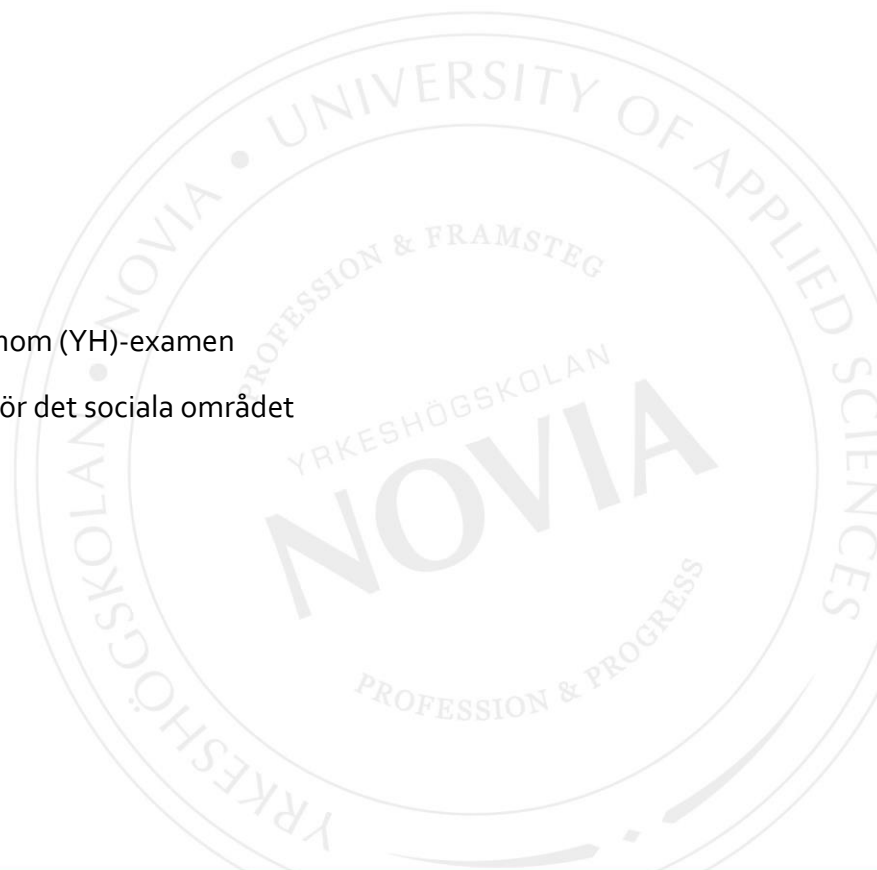 nom (YH)-examen
ör det sociala området
YRKESHÖGSKOLAN • NOVIA • UNIVERSITY OF APPLIED SCIENCES
PROFESSION & FRAMSTEG
YRKESHÖGSKOLAN
NOVIA
PROFESSION & PROGRESS